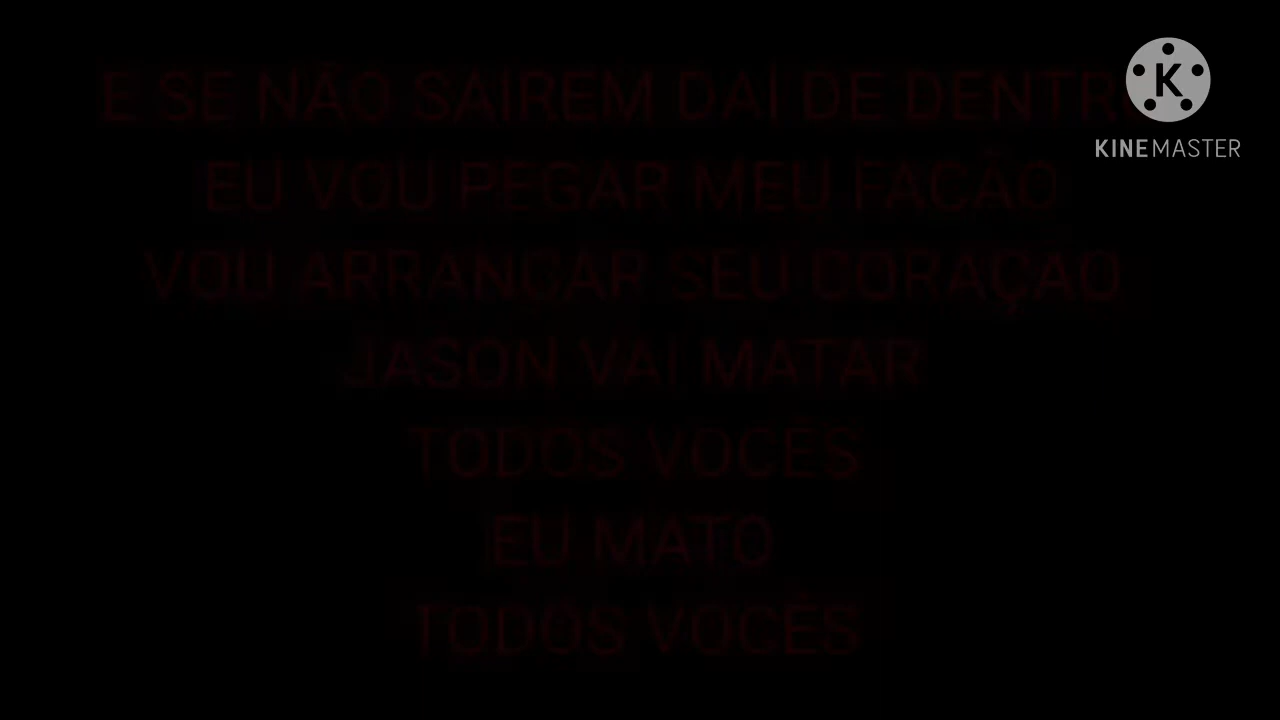 E SE NÃO SAIREM DAÍ DE DENTRO
EU VOU PEGAR MEU FACÃO
VOU ARRANCAR SEU CORAÇÃO
JASON VAI MATAR
TODOS VOCÊS
EU MATO
TODOS VOCÊS
K
KINEMASTER